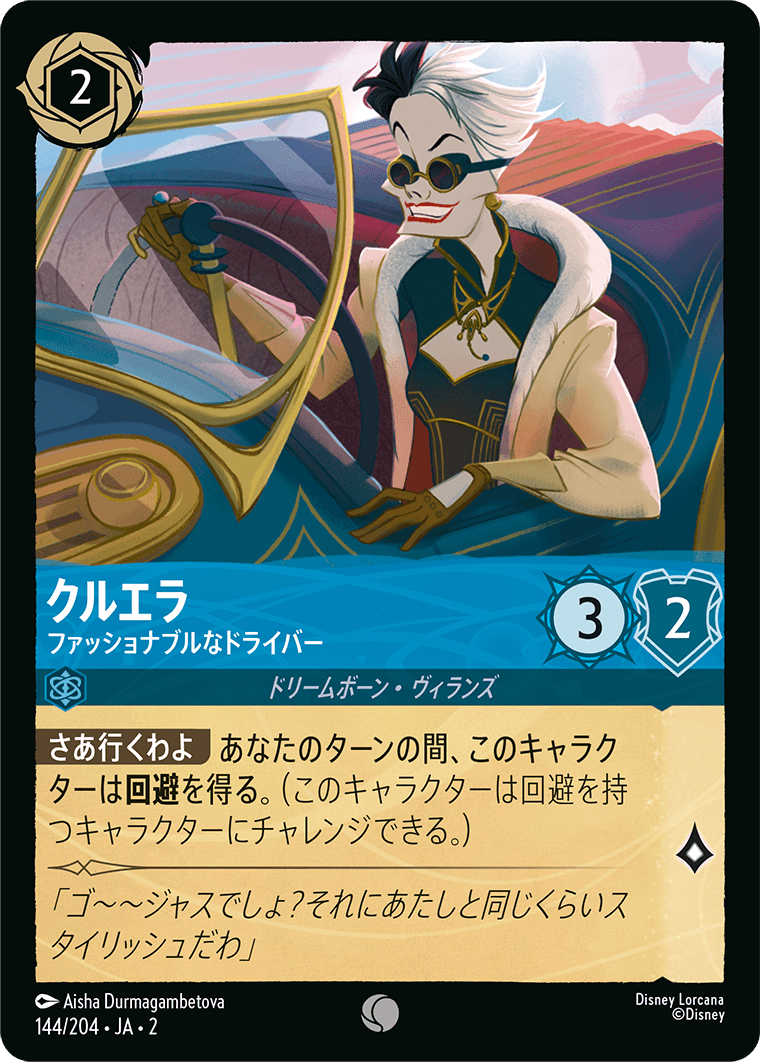 2
クルエラ
ファッショナブルなドライバー
3
2
ドリームボーン・ヴィランズ
さあ行くわよ あなたのターンの間、このキャラク
ターは回避を得る。(このキャラクターは回避を持
つキャラクターにチャレンジできる。)
「ゴ～～ジャスでしょ?それにあたしと同じくらいス
タイリッシュだわ」
Aisha Durmagambetova
Disney Lorcana
144/204・JA・2
©Disney